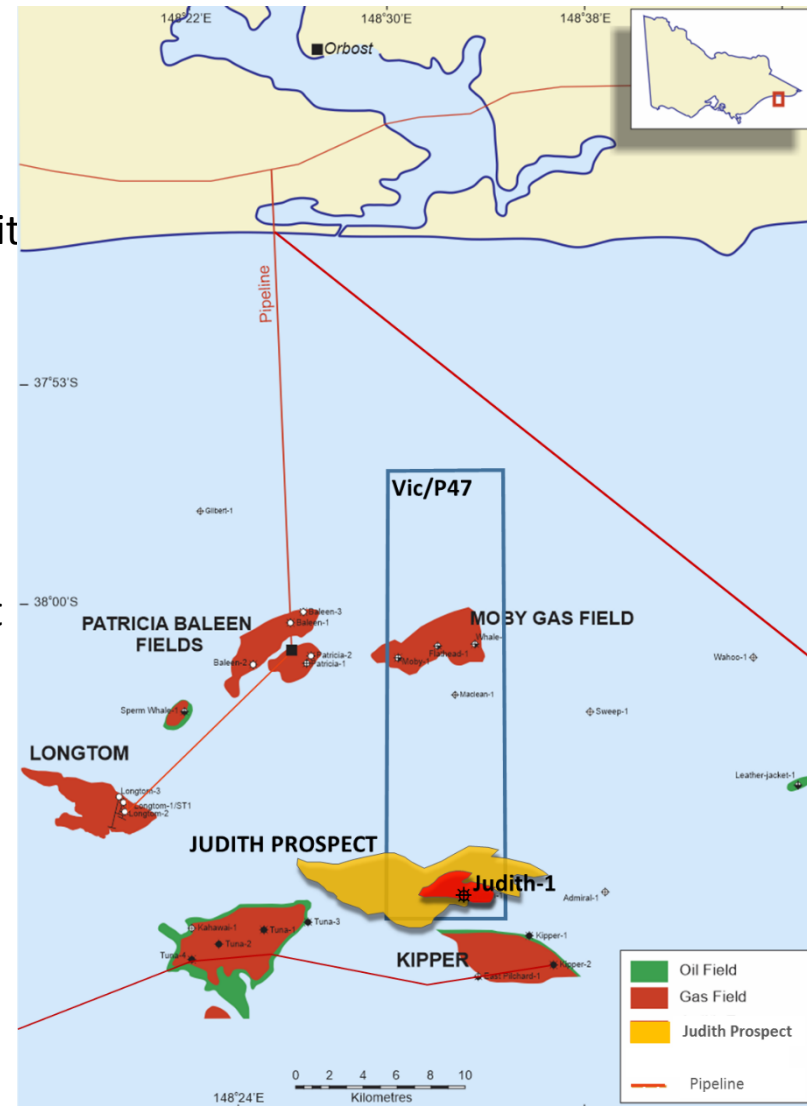 148°22'E
148°30'E
148°38'E
Orbost
it
Pipeline
37°53'S
Vic/P47
Gilbert-1
38°00'S
PATRICIA BALEEN
FIELDS
Baleen-3
Baleen-1
Baleen-2
Patricia-2
Patricia-1
MOBY GAS FIELD
Whale-
Flathead-1
Moby-1
Wahoo-1
Maclean-1
Sperm Whale-1
Sweep-1
LONGTOM
Leather-jacket-1
Longtom-3
Longtom-1/ST1
Longtom-2
JUDITH PROSPECT
Judith-1
Admiral-1
Tuna-3
Kahawai-1
Tuna-1
Tuna-2
Tuna-4
Kipper-1
KIPPER
Kipper-2
East Pilchard-1
Oil Field
Gas Field
Judith Prospect
Pipeline
0 2 4 6 8 10
Kilometres
148°24'E